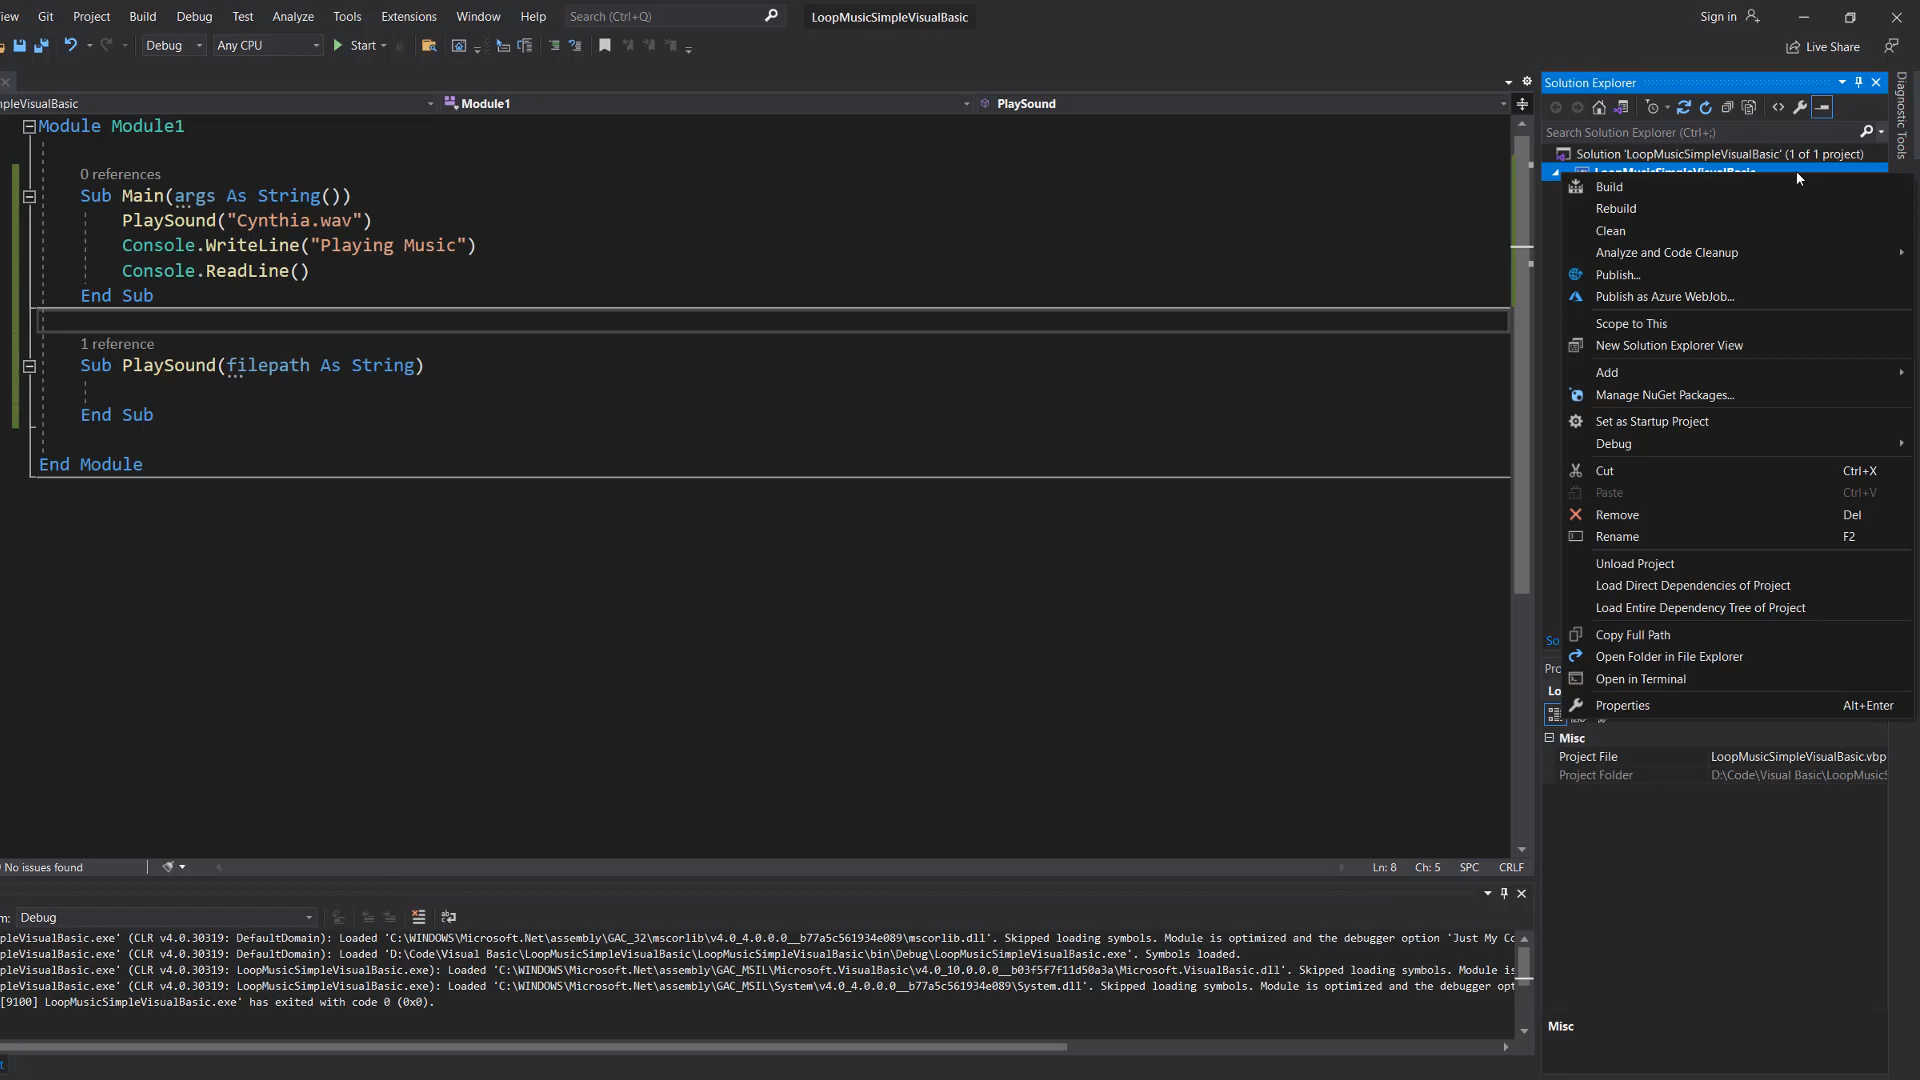 iew Git Project Build Debug Test Analyze Tools Extensions Window Help Search (Ctrl+Q) LoopMusicSimpleVisualBasic Sign in
Debug Any CPU Start Live Share
Solution Explorer
Diagnostic Tools
npleVisualBasic Module1 PlaySound
Search Solution Explorer (Ctrl+;)
Solution 'LoopMusicSimpleVisualBasic' (1 of 1 project)
LoopMusicSimpleVisualBasic
Module Module1
0 references
Sub Main(args As String())
PlaySound("Cynthia.wav")
Console.WriteLine("Playing Music")
Console.ReadLine()
End Sub
1 reference
Sub PlaySound(filepath As String)
End Sub
End Module
Build
Rebuild
Clean
Analyze and Code Cleanup
Publish...
Publish as Azure WebJob...
Scope to This
New Solution Explorer View
Add
Manage NuGet Packages...
Set as Startup Project
Debug
Cut Ctrl+X
Paste Ctrl+V
Remove Del
Rename F2
Unload Project
Load Direct Dependencies of Project
Load Entire Dependency Tree of Project
Copy Full Path
Open Folder in File Explorer
Open in Terminal
Properties Alt+Enter
So
Pro
Lo
Misc
Project File LoopMusicSimpleVisualBasic.vbp
Project Folder D:\Code\Visual Basic\LoopMusicS
Misc
No issues found Ln: 8 Ch: 5 SPC CRLF
m: Debug
pleVisualBasic.exe' (CLR v4.0.30319: DefaultDomain): Loaded 'C:\WINDOWS\Microsoft.Net\assembly\GAC_32\mscorlib\v4.0_4.0.0.0__b77a5c561934e089\mscorlib.dll'. Skipped loading symbols. Module is optimized and the debugger option 'Just My Co
pleVisualBasic.exe' (CLR v4.0.30319: DefaultDomain): Loaded 'D:\Code\Visual Basic\LoopMusicSimpleVisualBasic\LoopMusicSimpleVisualBasic\bin\Debug\LoopMusicSimpleVisualBasic.exe'. Symbols loaded.
pleVisualBasic.exe' (CLR v4.0.30319: LoopMusicSimpleVisualBasic.exe): Loaded 'C:\WINDOWS\Microsoft.Net\assembly\GAC_MSIL\Microsoft.VisualBasic\v4.0_10.0.0.0__b03f5f7f11d50a3a\Microsoft.VisualBasic.dll'. Skipped loading symbols. Module is
pleVisualBasic.exe' (CLR v4.0.30319: LoopMusicSimpleVisualBasic.exe): Loaded 'C:\WINDOWS\Microsoft.Net\assembly\GAC_MSIL\System\v4.0_4.0.0.0__b77a5c561934e089\System.dll'. Skipped loading symbols. Module is optimized and the debugger opt
[9100] LoopMusicSimpleVisualBasic.exe' has exited with code 0 (0x0).
t